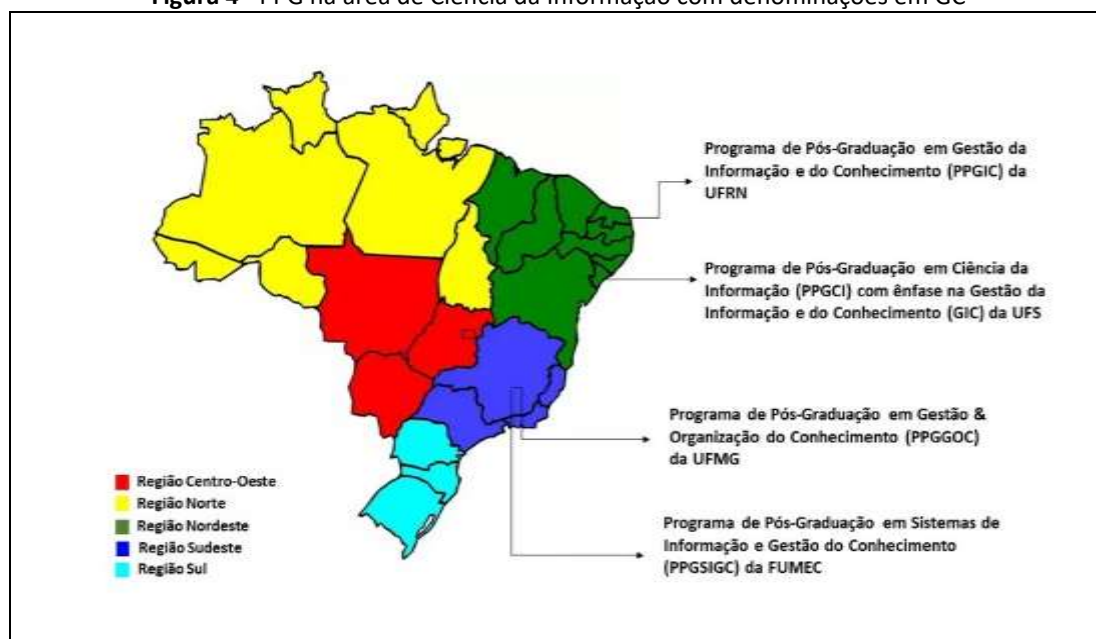 Figura 4 - PPG na área de Ciência da Informação com denominações em GC
Programa de Pós-Graduação em Gestão da
Informação e do Conhecimento (PPGIC) da
UFRN
Programa de Pós-Graduação em Ciência da
Informação (PPGCI) com ênfase na Gestão da
Informação e do Conhecimento (GIC) da UFS
Programa de Pós-Graduação em Gestão &
Organização do Conhecimento (PPGGOC)
da UFMG
Programa de Pós-Graduação em Sistemas de
Informação e Gestão do Conhecimento
(PPGSIGC) da FUMEC
Região Centro-Oeste
Região Norte
Região Nordeste
Região Sudeste
Região Sul